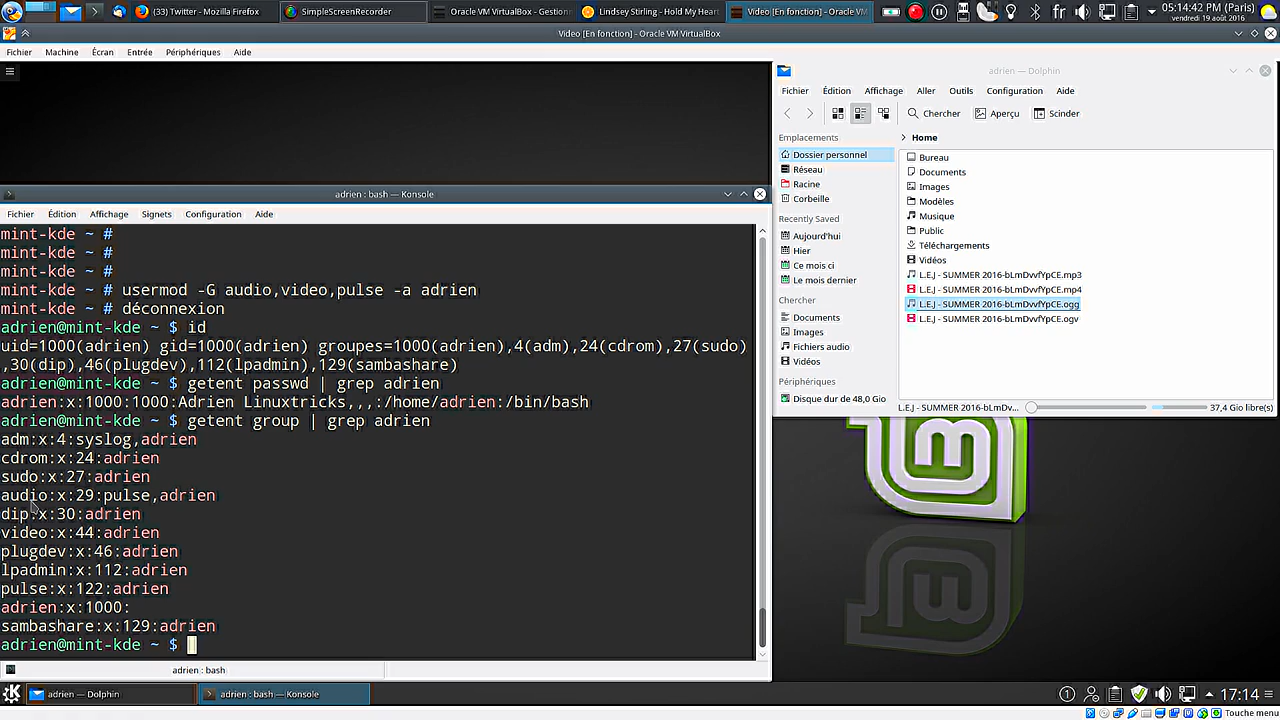 (33) Twitter - Mozilla Firefox
SimpleScreenRecorder
Oracle VM VirtualBox - Gestion
Lindsey Stirling - Hold My Hear
Video [En fonction] - Oracle VM
fr
05:14:42 PM (Paris)
vendredi 19 août 2016
Video [En fonction] - Oracle VM VirtualBox
Fichier Machine Écran Entrée Périphériques Aide
adrien — Dolphin
Fichier Édition Affichage Aller Outils Configuration Aide
Chercher Aperçu Scinder
Emplacements
Dossier personnel
Réseau
Racine
Corbeille
Recently Saved
Aujourd'hui
Hier
Ce mois ci
Le mois dernier
Chercher
Documents
Images
Fichiers audio
Vidéos
Périphériques
Disque dur de 48,0 Gio
Home
Bureau
Documents
Images
Modèles
Musique
Public
Téléchargements
Vidéos
L.E.J - SUMMER 2016-bLmDvvfYpCE.mp3
L.E.J - SUMMER 2016-bLmDvvfYpCE.mp4
L.E.J - SUMMER 2016-bLmDvvfYpCE.ogg
L.E.J - SUMMER 2016-bLmDvvfYpCE.ogv
L.E.J - SUMMER 2016-bLmDv... 37,4 Gio libre(s)
adrien : bash — Konsole
Fichier Édition Affichage Signets Configuration Aide
mint-kde ~ #
mint-kde ~ #
mint-kde ~ #
mint-kde ~ # usermod -G audio,video,pulse -a adrien
mint-kde ~ # déconnexion
adrien@mint-kde ~ $ id
uid=1000(adrien) gid=1000(adrien) groupes=1000(adrien),4(adm),24(cdrom),27(sudo)
,30(dip),46(plugdev),112(lpadmin),129(sambashare)
adrien@mint-kde ~ $ getent passwd | grep adrien
adrien:x:1000:1000:Adrien Linuxtricks,,,:/home/adrien:/bin/bash
adrien@mint-kde ~ $ getent group | grep adrien
adm:x:4:syslog,adrien
cdrom:x:24:adrien
sudo:x:27:adrien
audio:x:29:pulse,adrien
dip:x:30:adrien
video:x:44:adrien
plugdev:x:46:adrien
lpadmin:x:112:adrien
pulse:x:122:adrien
adrien:x:1000:
sambashare:x:129:adrien
adrien@mint-kde ~ $
adrien : bash
adrien — Dolphin
adrien : bash — Konsole
17:14
Touche menu